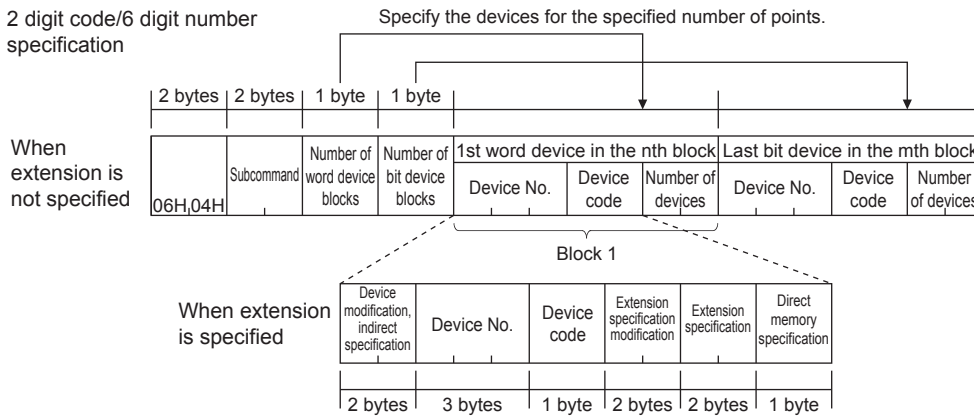 2 digit code/6 digit number
specification
Specify the devices for the specified number of points.
2 bytes 2 bytes 1 byte 1 byte
When
extension is
not specified
06H 04H
Subcommand
Number of
word device
blocks
Number of
bit device
blocks
1st word device in the nth block
Device No.
Device
code
Number of
devices
Last bit device in the mth block
Device No.
Device
code
Number
of devices
Block 1
When extension
is specified
Device
modification,
indirect
specification
Device No.
Device
code
Extension
specification
modification
Extension
specification
Direct
memory
specification
2 bytes 3 bytes 1 byte 2 bytes 2 bytes 1 byte